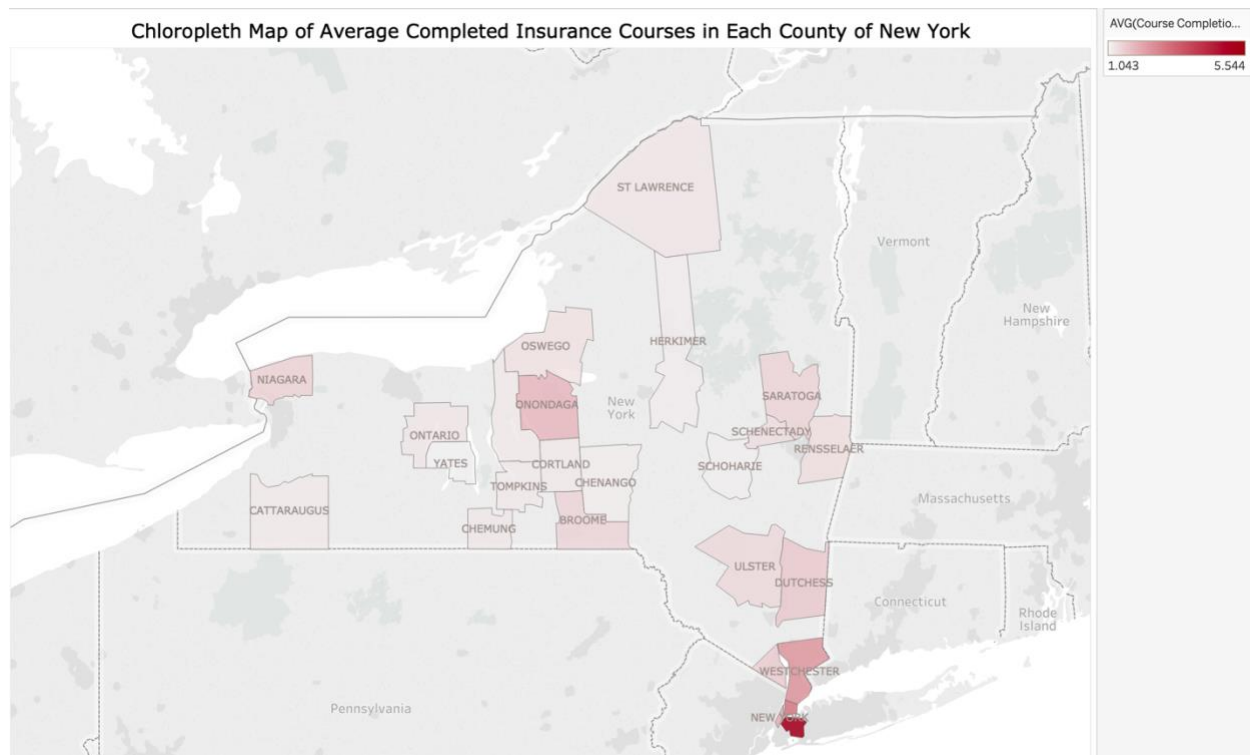 Chloropleth Map of Average Completed Insurance Courses in Each County of New York
AVG(Course Completio...
1.043 5.544
ST LAWRENCE
Vermont
New
Hampshire
HERKIMER
OSWEGO
NIAGARA
SARATOGA
ONONDAGA
New
York
SCHENECTADY
ONTARIO
RENSSELAER
YATES
CORTLAND
SCHOHARIE
CHENANGO
TOMPKINS
Massachusetts
CATTARAUGUS
BROOME
CHEMUNG
ULSTER
DUTCHESS
Connecticut
Rhode
Island
WESTCHESTER
Pennsylvania
NEW YORK